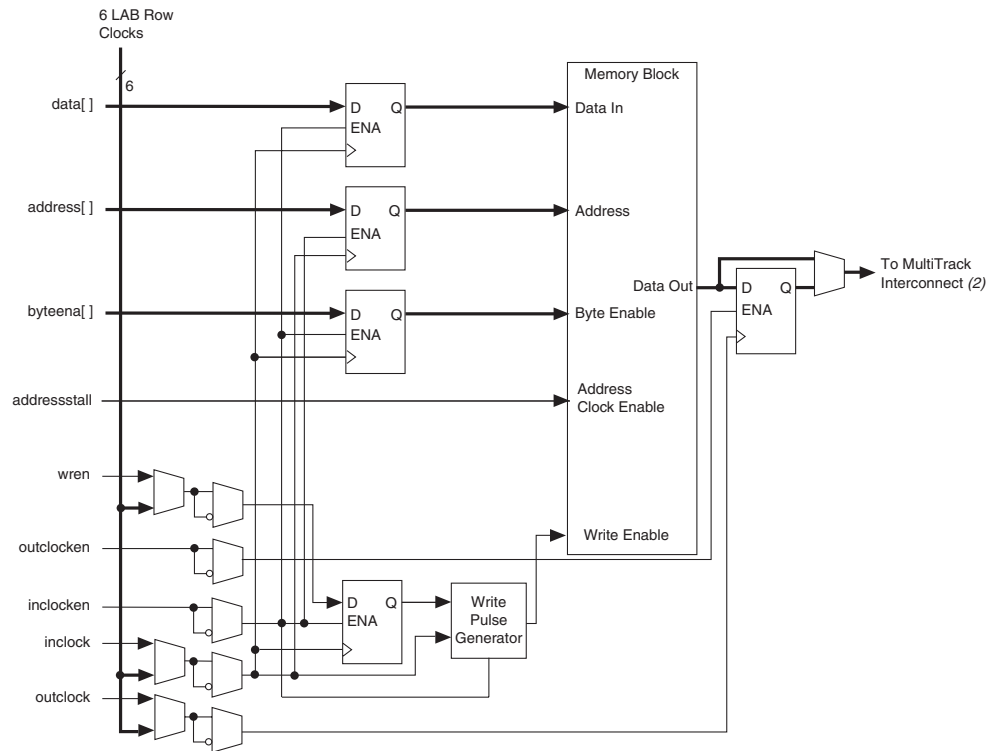 6 LAB Row
Clocks
6
data[ ]
D Q
ENA
Memory Block
Data In
address[ ]
D Q
ENA
Address
To MultiTrack
Interconnect (2)
Data Out
D Q
ENA
byteena[ ]
D Q
ENA
Byte Enable
addressstall
Address
Clock Enable
wren
Write Enable
outclocken
inclocken
D Q
ENA
Write
Pulse
Generator
inclock
outclock